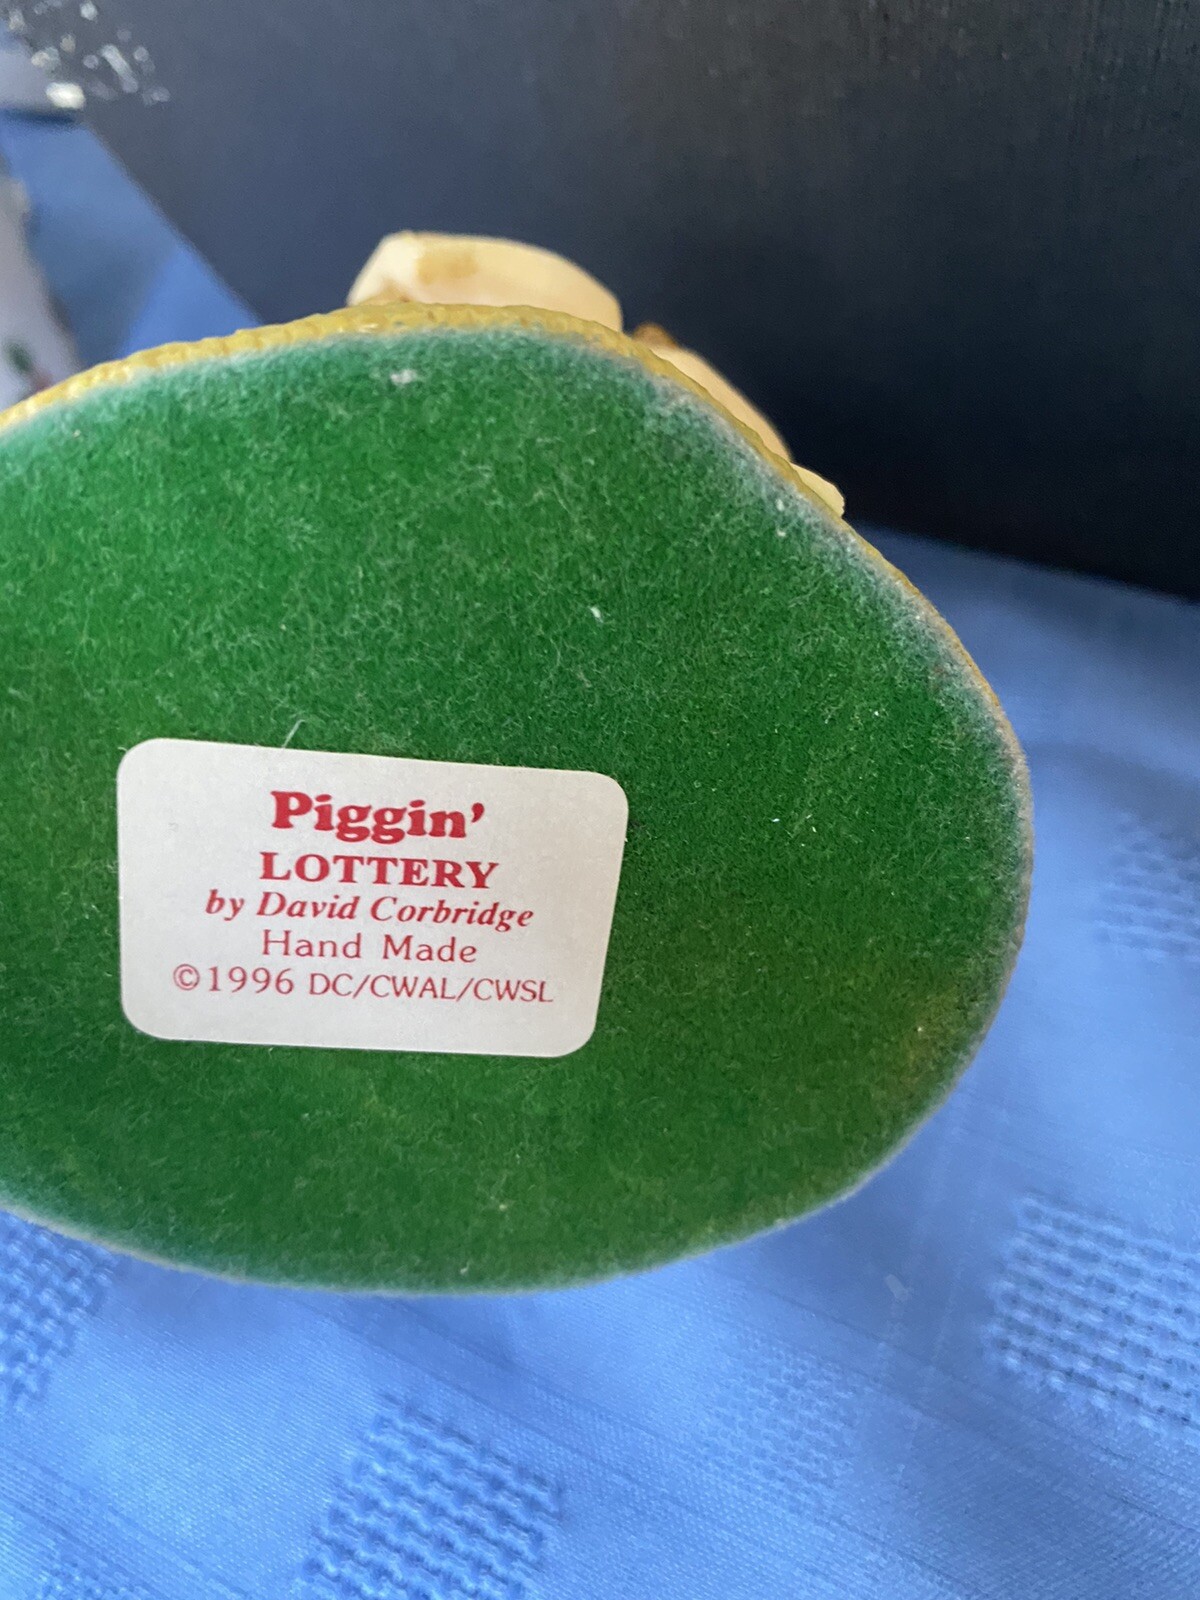 Piggin'
LOTTERY
by David Corbridge
Hand Made
©1996 DC/CWAL/CWSL